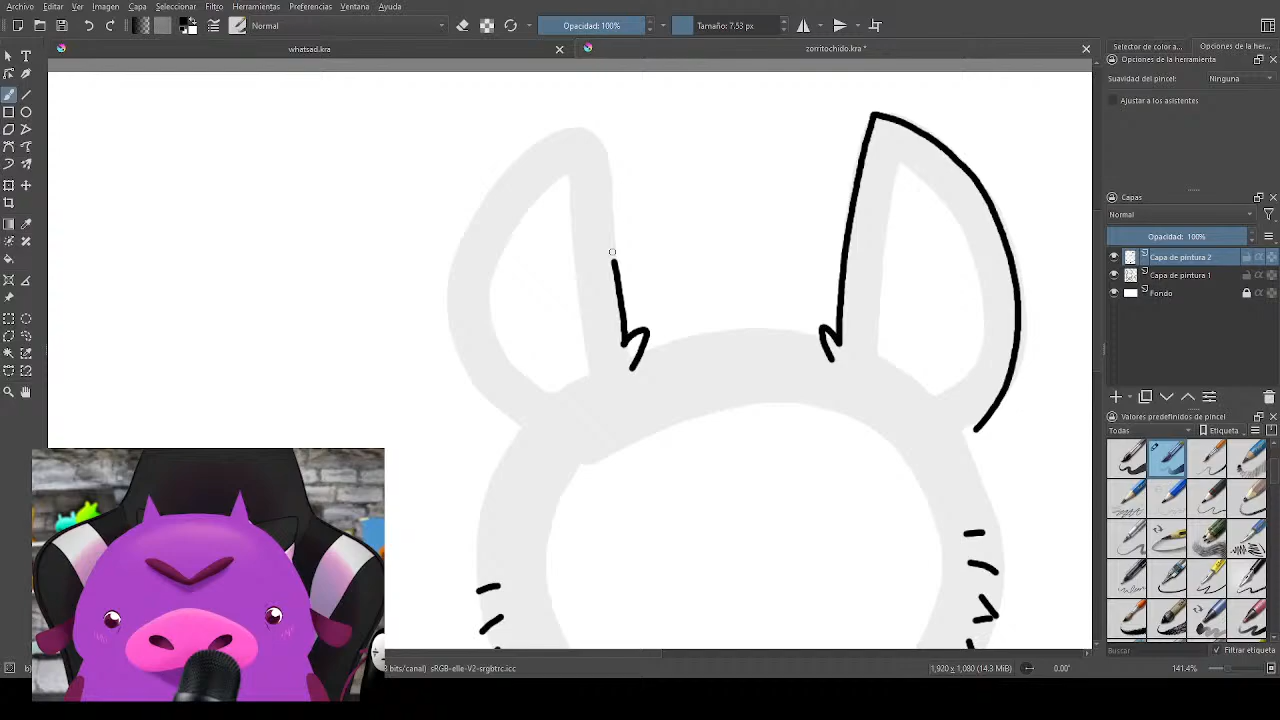 Archivo Editar Ver Imagen Capa Seleccionar Filtro Herramientas Preferencias Ventana Ayuda
Normal Opacidad: 100% Tamaño: 7.53 px
whatsad.kra zorritochido.kra *
Selector de color a... Opciones de la her...
Opciones de la herramienta
Suavidad del pincel: Ninguna
Ajustar a los asistentes
Capas
Normal
Opacidad: 100%
Capa de pintura 2
Capa de pintura 1
Fondo
Valores predefinidos de pincel
Todas Etiqueta
Buscar Filtrar etiqueta
bits/canal) sRGB-elle-V2-srgbtrc.icc 1,920 x 1,080 (14.3 MiB) 0.00° 141.4%